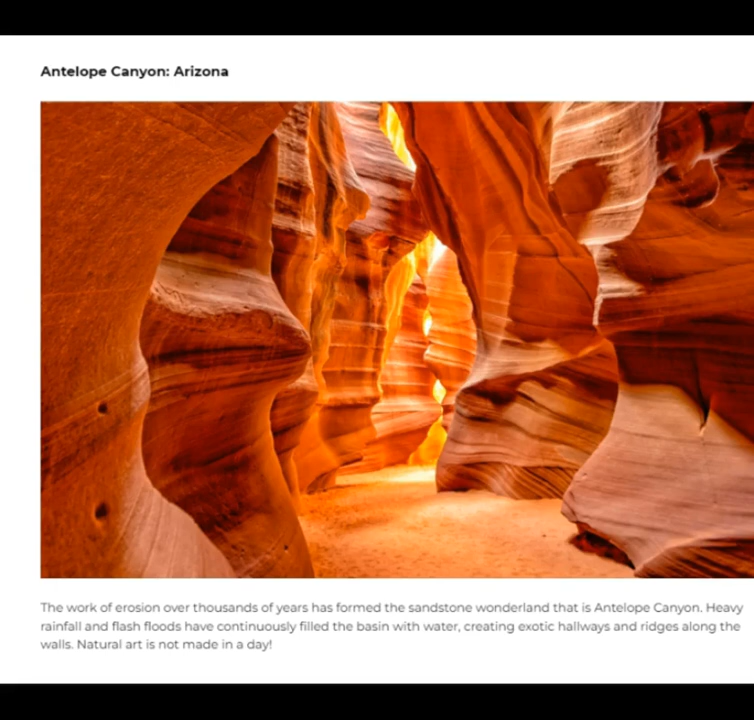 Antelope Canyon: Arizona
The work of erosion over thousands of years has formed the sandstone wonderland that is Antelope Canyon. Heavy
rainfall and flash floods have continuously filled the basin with water, creating exotic hallways and ridges along the
walls. Natural art is not made in a day!